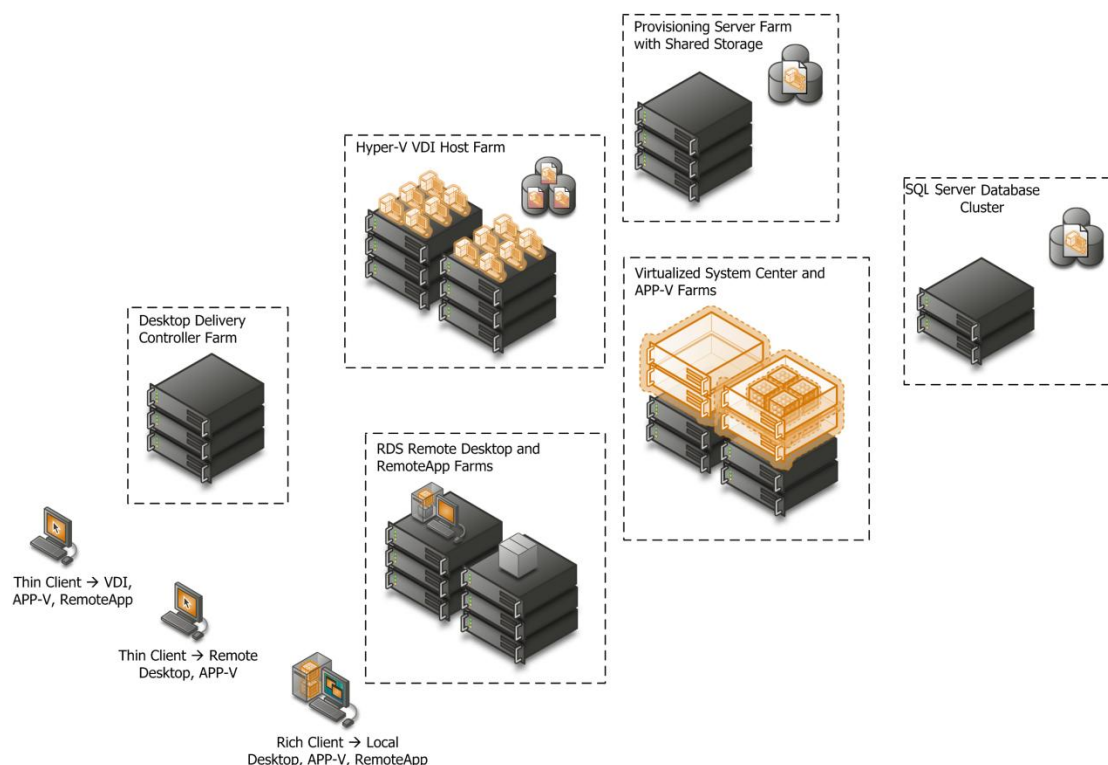 Provisioning Server Farm
with Shared Storage
Hyper-V VDI Host Farm
SQL Server Database
Cluster
Virtualized System Center and
APP-V Farms
Desktop Delivery
Controller Farm
RDS Remote Desktop and
RemoteApp Farms
Thin Client → VDI,
APP-V, RemoteApp
Thin Client → Remote
Desktop, APP-V
Rich Client → Local
Desktop, APP-V, RemoteApp